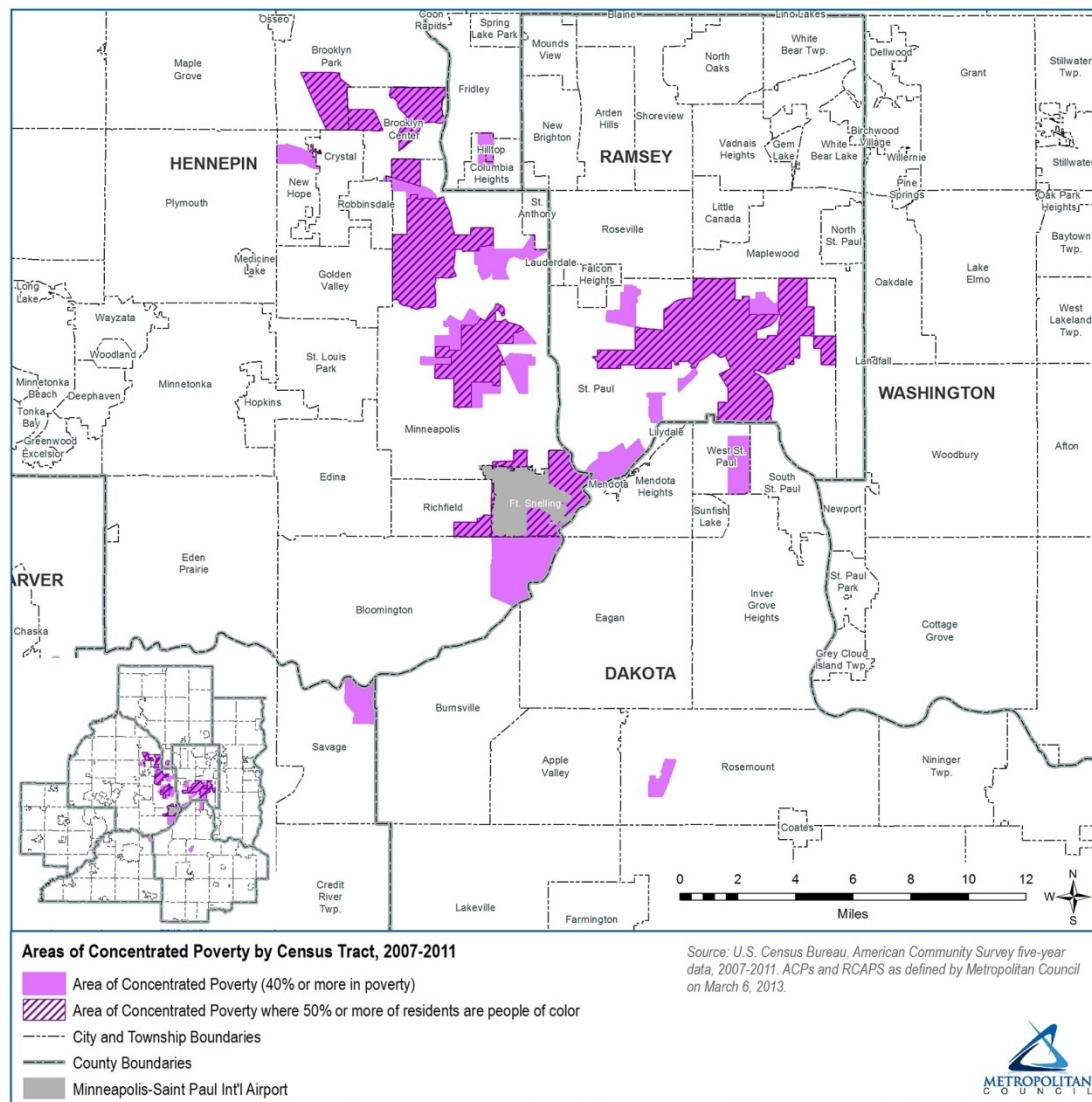 Osseo
Coon
Rapids
Spring
Lake Park
Blaine
Lino Lakes
Maple
Grove
Brooklyn
Park
Fridley
Mounds
View
North
Oaks
White
Bear Twp.
Dellwood
Grant
Stillwater
Twp.
New
Brighton
Arden
Hills
Shoreview
Brooklyn
Center
HENNEPIN
Crystal
Hilltop
Columbia
Heights
RAMSEY
Vadnais
Heights
Gem
Lake
White
Bear Lake
Birchwood
Village
Willernie
Stillwater
Pine
Springs
Oak Park
Heights
Plymouth
New
Hope
Robbinsdale
St.
Anthony
Roseville
Little
Canada
North
St. Paul
Maplewood
Baytown
Twp.
Medicine
Lake
Golden
Valley
Lauderdale
Falcon
Heights
Oakdale
Lake
Elmo
Long
Lake
Wayzata
West
Lakeland
Twp.
Woodland
St. Louis
Park
Landfall
Minnetonka
Beach
Deephaven
Minnetonka
Hopkins
St. Paul
WASHINGTON
Tonka
Bay
Greenwood
Excelsior
Minneapolis
Lilydale
West St.
Paul
Afton
Woodbury
Edina
Mendota
Mendota
Heights
South
St. Paul
Richfield
Ft. Snelling
Sunfish
Lake
Newport
Eden
Prairie
ARVER
St. Paul
Park
Bloomington
Eagan
Inver
Grove
Heights
Cottage
Grove
Chaska
Grey Cloud
Island Twp.
DAKOTA
Burnsville
Savage
Apple
Valley
Rosemount
Nininger
Twp.
Coates
Credit
River
Twp.
Lakeville
Farmington
0 2 4 6 8 10 12
Miles
N
W
S
Areas of Concentrated Poverty by Census Tract, 2007-2011
Area of Concentrated Poverty (40% or more in poverty)
Area of Concentrated Poverty where 50% or more of residents are people of color
City and Township Boundaries
County Boundaries
Minneapolis-Saint Paul Int'l Airport
Source: U.S. Census Bureau, American Community Survey five-year
data, 2007-2011. ACPs and RCAPS as defined by Metropolitan Council
on March 6, 2013.
METROPOLITAN
COUNCIL